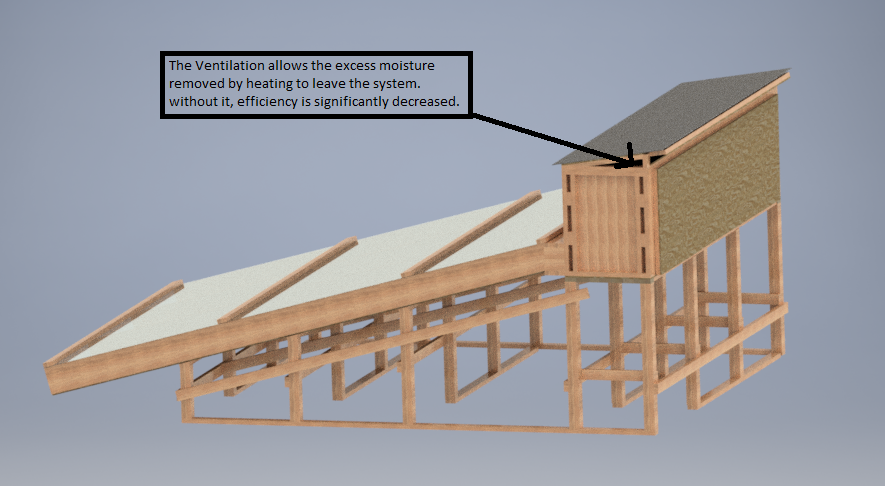 The Ventilation allows the excess moisture
removed by heating to leave the system.
without it, efficiency is significantly decreased.